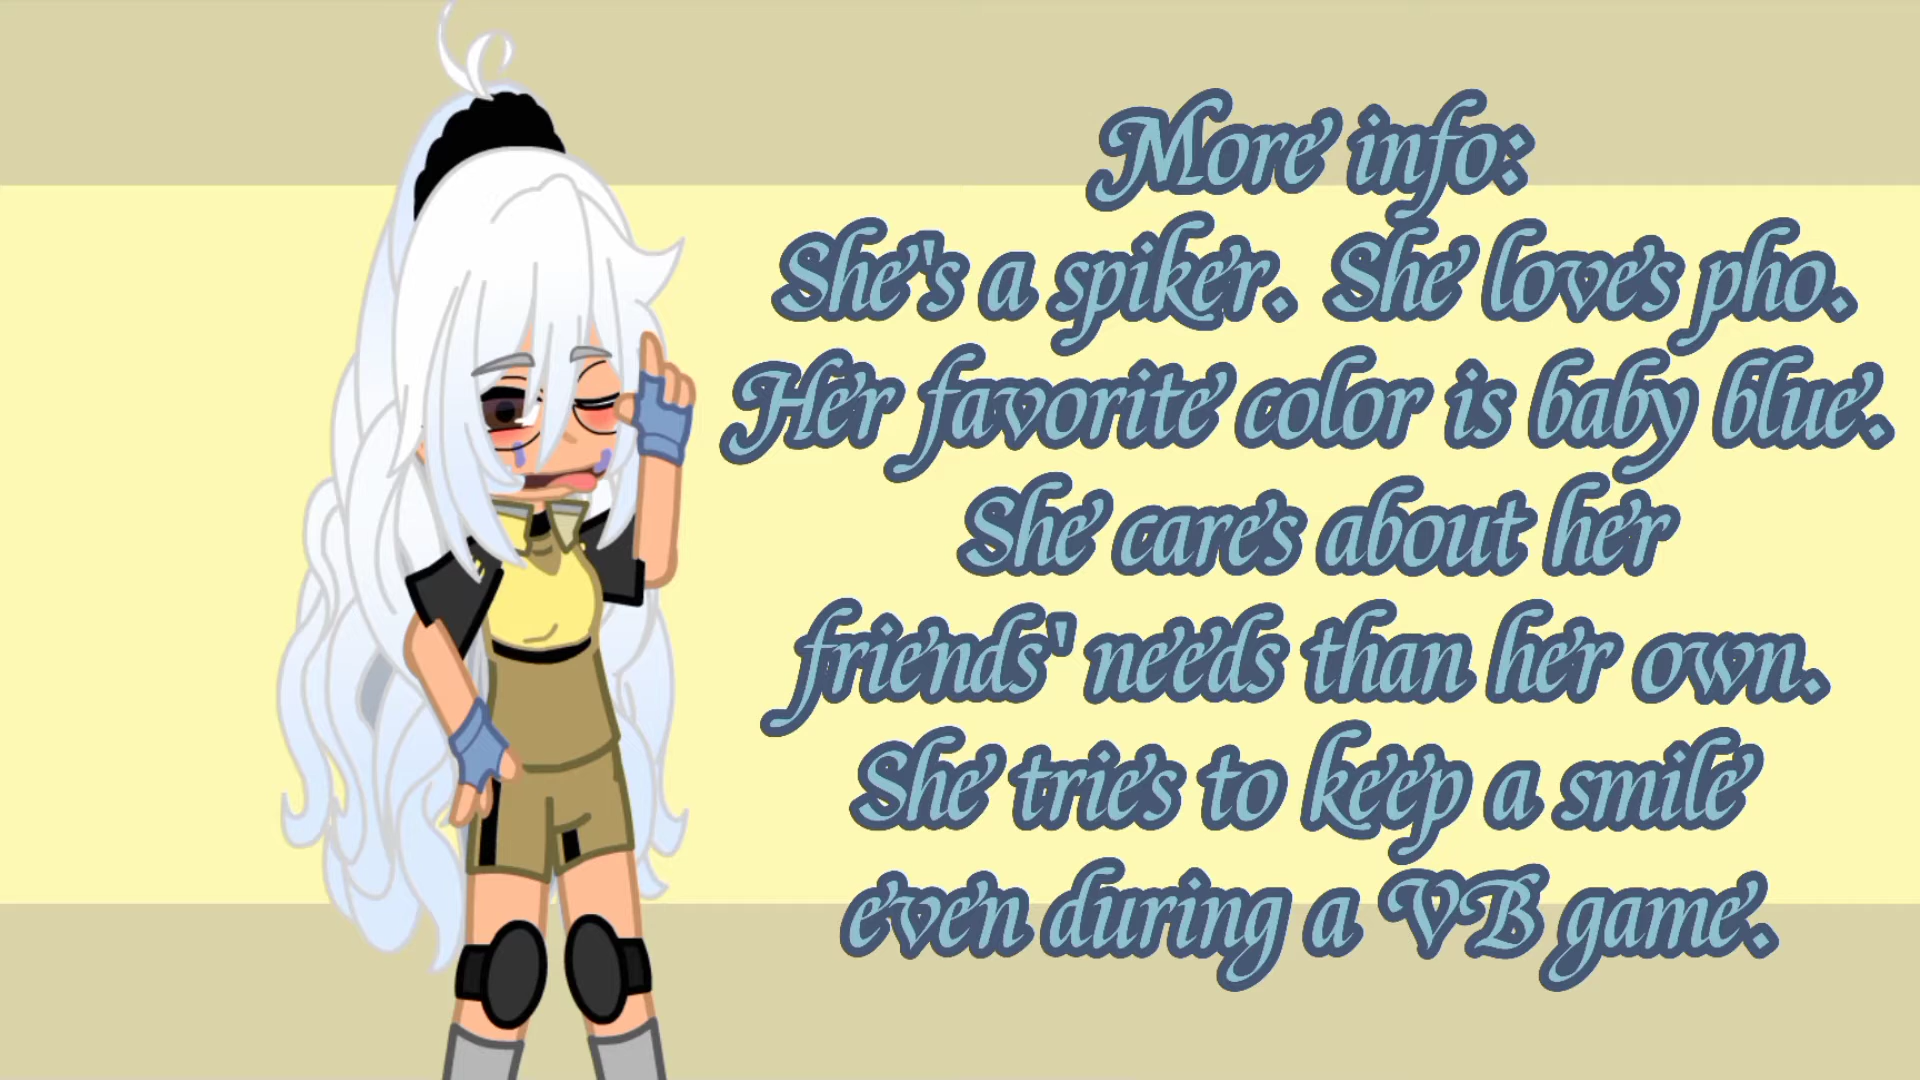 More info:
She"s a spiker. She loves pho.
Her favorite color is baby blue.
She cares about her
friends' needs than her own.
She tries to keep a smile
even during a VB game.